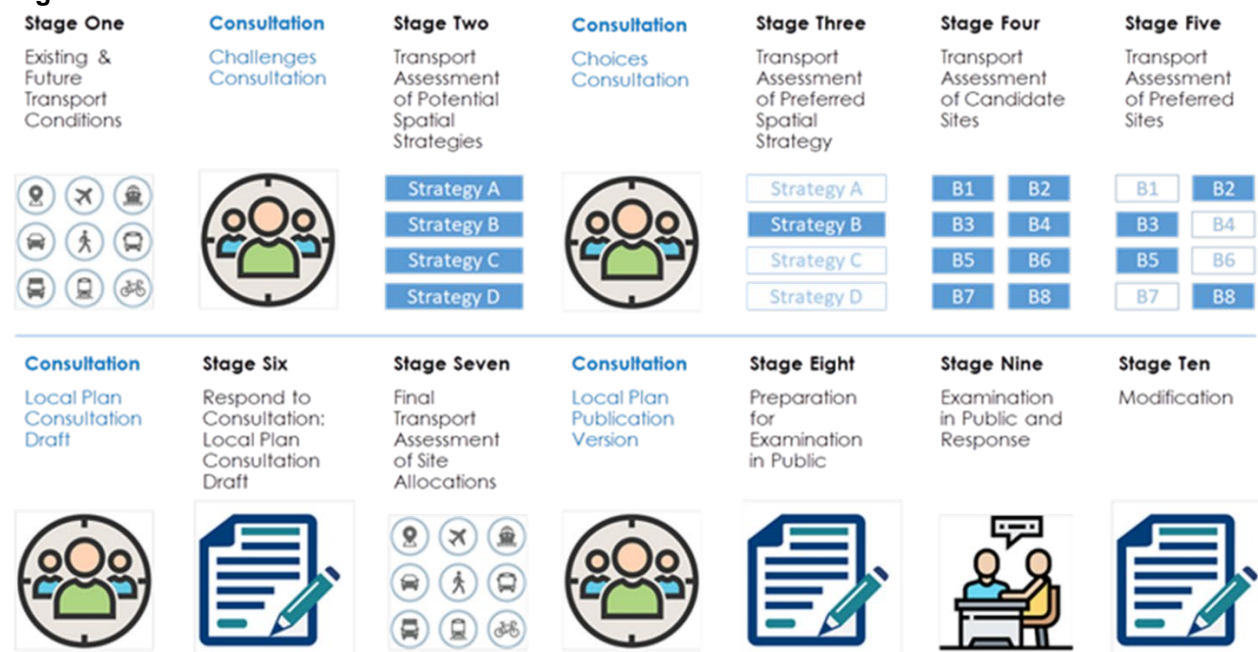 Stage One
Existing &
Future
Transport
Conditions
Consultation
Challenges
Consultation
Stage Two
Transport
Assessment
of Potential
Spatial
Strategies
Strategy A
Strategy B
Strategy C
Strategy D
Consultation
Choices
Consultation
Stage Three
Transport
Assessment
of Preferred
Spatial
Strategy
Strategy A
Strategy B
Strategy C
Strategy D
Stage Four
Transport
Assessment
of Candidate
Sites
B1 B2
B3 B4
B5 B6
B7 B8
Stage Five
Transport
Assessment
of Preferred
Sites
B1 B2
B3 B4
B5 B6
B7 B8
Consultation
Local Plan
Consultation
Draft
Stage Six
Respond to
Consultation:
Local Plan
Consultation
Draft
Stage Seven
Final
Transport
Assessment
of Site
Allocations
Consultation
Local Plan
Publication
Version
Stage Eight
Preparation
for
Examination
in Public
Stage Nine
Examination
in Public and
Response
Stage Ten
Modification